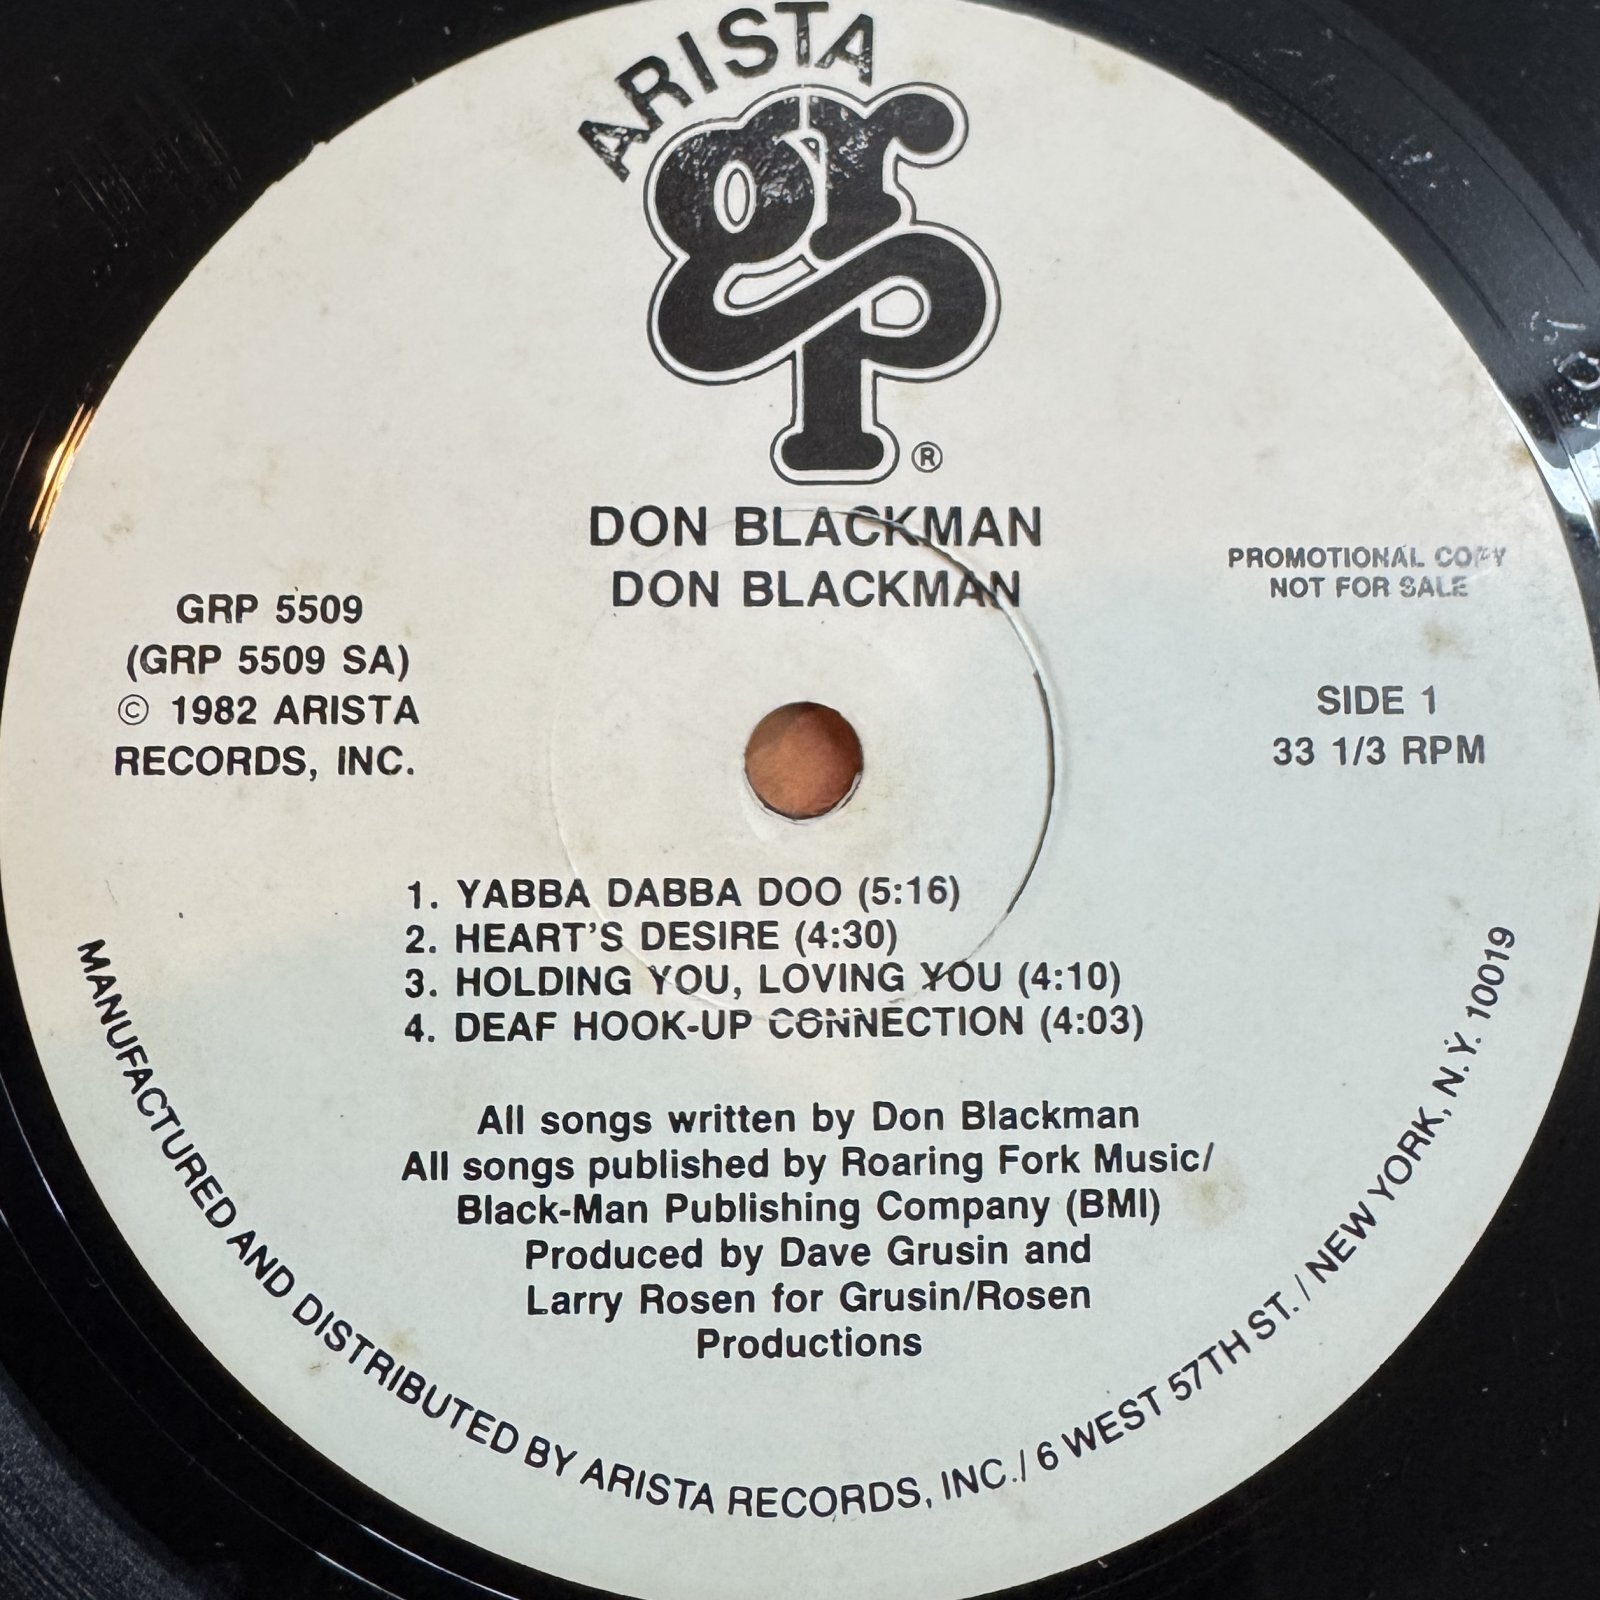 ARISTA
grp ®
DON BLACKMAN
DON BLACKMAN
GRP 5509
(GRP 5509 SA)
© 1982 ARISTA
RECORDS, INC.
PROMOTIONAL COPY
NOT FOR SALE
SIDE 1
33 1/3 RPM
1. YABBA DABBA DOO (5:16)
2. HEART'S DESIRE (4:30)
3. HOLDING YOU, LOVING YOU (4:10)
4. DEAF HOOK-UP CONNECTION (4:03)
All songs written by Don Blackman
All songs published by Roaring Fork Music/
Black-Man Publishing Company (BMI)
Produced by Dave Grusin and
Larry Rosen for Grusin/Rosen
Productions
MANUFACTURED AND DISTRIBUTED BY ARISTA RECORDS, INC./ 6 WEST 57TH ST. / NEW YORK, N.Y. 10019